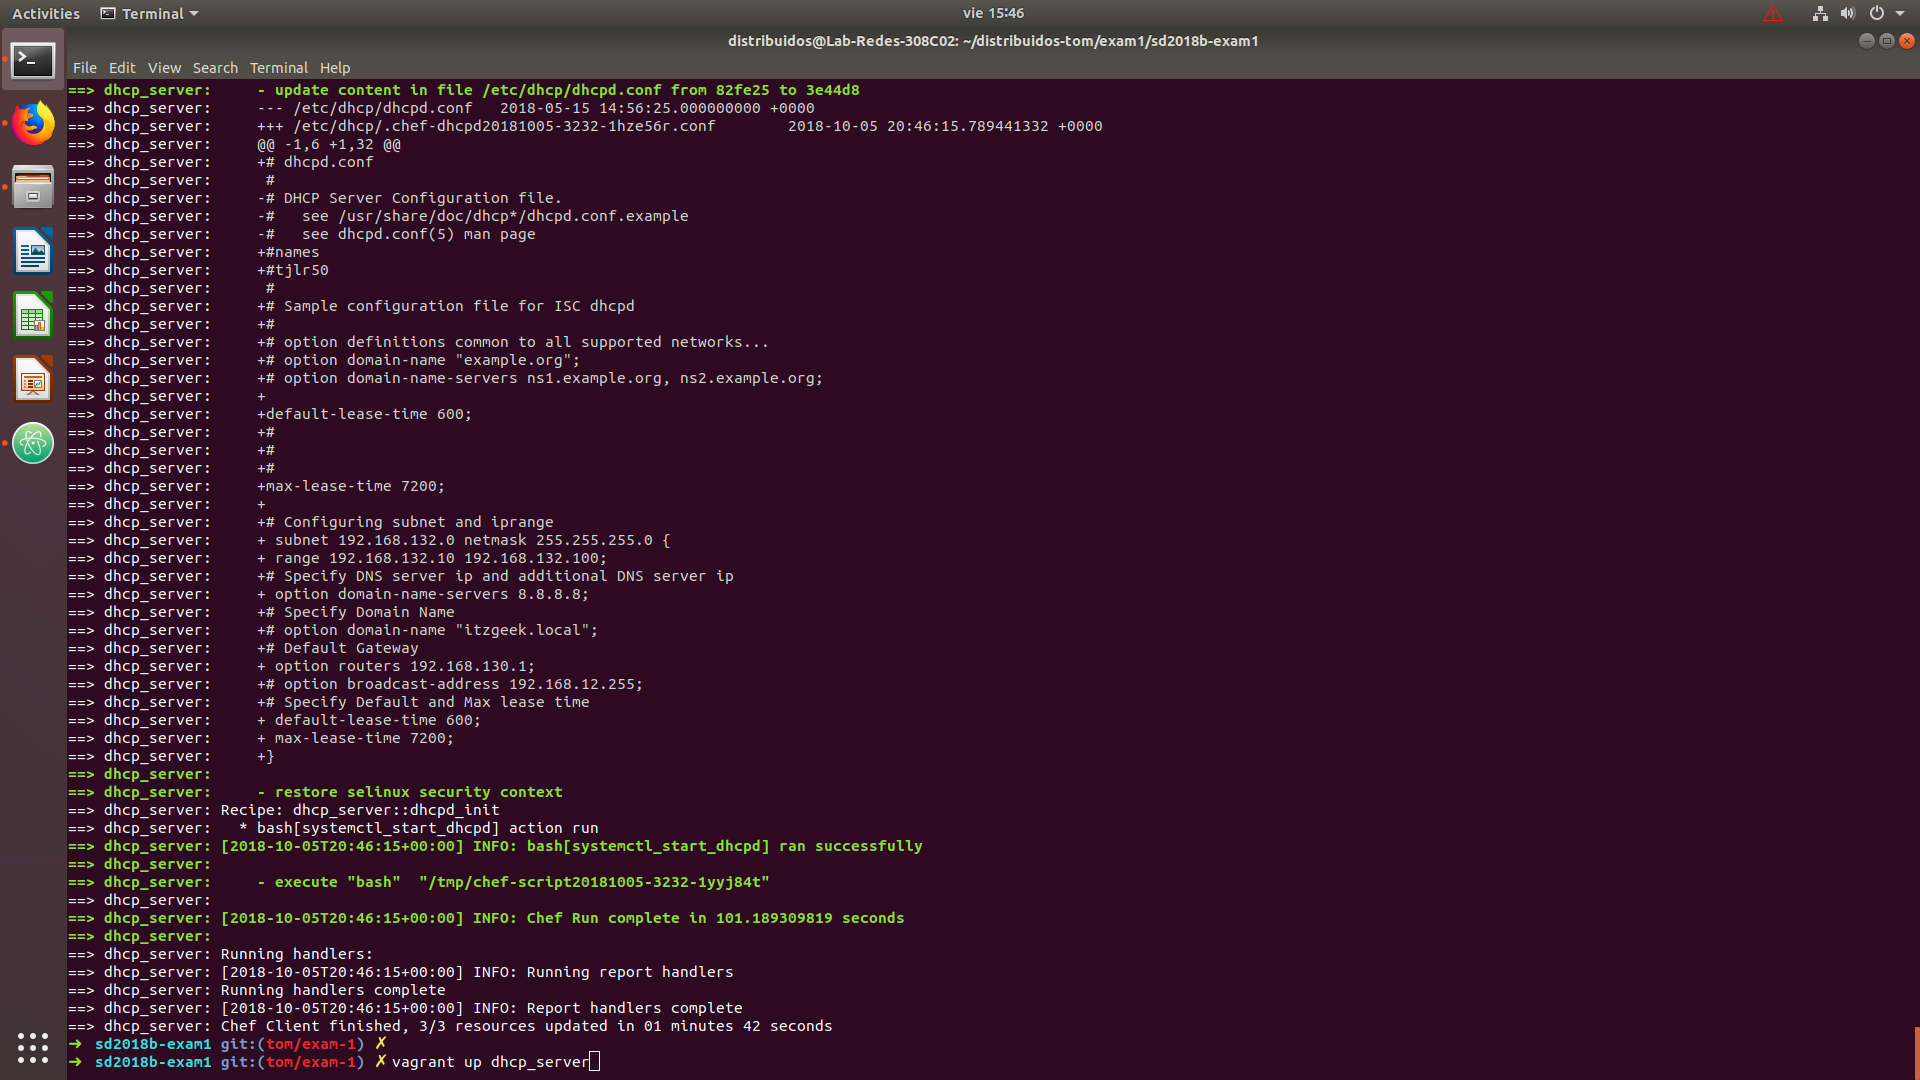 Activities Terminal vie 15:46
distribuidos@Lab-Redes-308C02: ~/distribuidos-tom/exam1/sd2018b-exam1
File Edit View Search Terminal Help
==> dhcp_server:     - update content in file /etc/dhcp/dhcpd.conf from 82fe25 to 3e44d8
==> dhcp_server:     --- /etc/dhcp/dhcpd.conf   2018-05-15 14:56:25.000000000 +0000
==> dhcp_server:     +++ /etc/dhcp/.chef-dhcpd20181005-3232-1hze56r.conf        2018-10-05 20:46:15.789441332 +0000
==> dhcp_server:     @@ -1,6 +1,32 @@
==> dhcp_server:     +# dhcpd.conf
==> dhcp_server:      #
==> dhcp_server:     -# DHCP Server Configuration file.
==> dhcp_server:     -#   see /usr/share/doc/dhcp*/dhcpd.conf.example
==> dhcp_server:     -#   see dhcpd.conf(5) man page
==> dhcp_server:     +#names
==> dhcp_server:     +#tjlr50
==> dhcp_server:      #
==> dhcp_server:     +# Sample configuration file for ISC dhcpd
==> dhcp_server:     +#
==> dhcp_server:     +# option definitions common to all supported networks...
==> dhcp_server:     +# option domain-name "example.org";
==> dhcp_server:     +# option domain-name-servers ns1.example.org, ns2.example.org;
==> dhcp_server:     +
==> dhcp_server:     +default-lease-time 600;
==> dhcp_server:     +#
==> dhcp_server:     +#
==> dhcp_server:     +#
==> dhcp_server:     +max-lease-time 7200;
==> dhcp_server:     +
==> dhcp_server:     +# Configuring subnet and iprange
==> dhcp_server:     + subnet 192.168.132.0 netmask 255.255.255.0 {
==> dhcp_server:     + range 192.168.132.10 192.168.132.100;
==> dhcp_server:     +# Specify DNS server ip and additional DNS server ip
==> dhcp_server:     + option domain-name-servers 8.8.8.8;
==> dhcp_server:     +# Specify Domain Name
==> dhcp_server:     +# option domain-name "itzgeek.local";
==> dhcp_server:     +# Default Gateway
==> dhcp_server:     + option routers 192.168.130.1;
==> dhcp_server:     +# option broadcast-address 192.168.12.255;
==> dhcp_server:     +# Specify Default and Max lease time
==> dhcp_server:     + default-lease-time 600;
==> dhcp_server:     + max-lease-time 7200;
==> dhcp_server:     +}
==> dhcp_server:
==> dhcp_server:     - restore selinux security context
==> dhcp_server: Recipe: dhcp_server::dhcpd_init
==> dhcp_server:   * bash[systemctl_start_dhcpd] action run
==> dhcp_server: [2018-10-05T20:46:15+00:00] INFO: bash[systemctl_start_dhcpd] ran successfully
==> dhcp_server:
==> dhcp_server:     - execute "bash"  "/tmp/chef-script20181005-3232-1yyj84t"
==> dhcp_server:
==> dhcp_server: [2018-10-05T20:46:15+00:00] INFO: Chef Run complete in 101.189309819 seconds
==> dhcp_server:
==> dhcp_server: Running handlers:
==> dhcp_server: [2018-10-05T20:46:15+00:00] INFO: Running report handlers
==> dhcp_server: Running handlers complete
==> dhcp_server: [2018-10-05T20:46:15+00:00] INFO: Report handlers complete
==> dhcp_server: Chef Client finished, 3/3 resources updated in 01 minutes 42 seconds
➜  sd2018b-exam1 git:(tom/exam-1) ✗
➜  sd2018b-exam1 git:(tom/exam-1) ✗ vagrant up dhcp_server